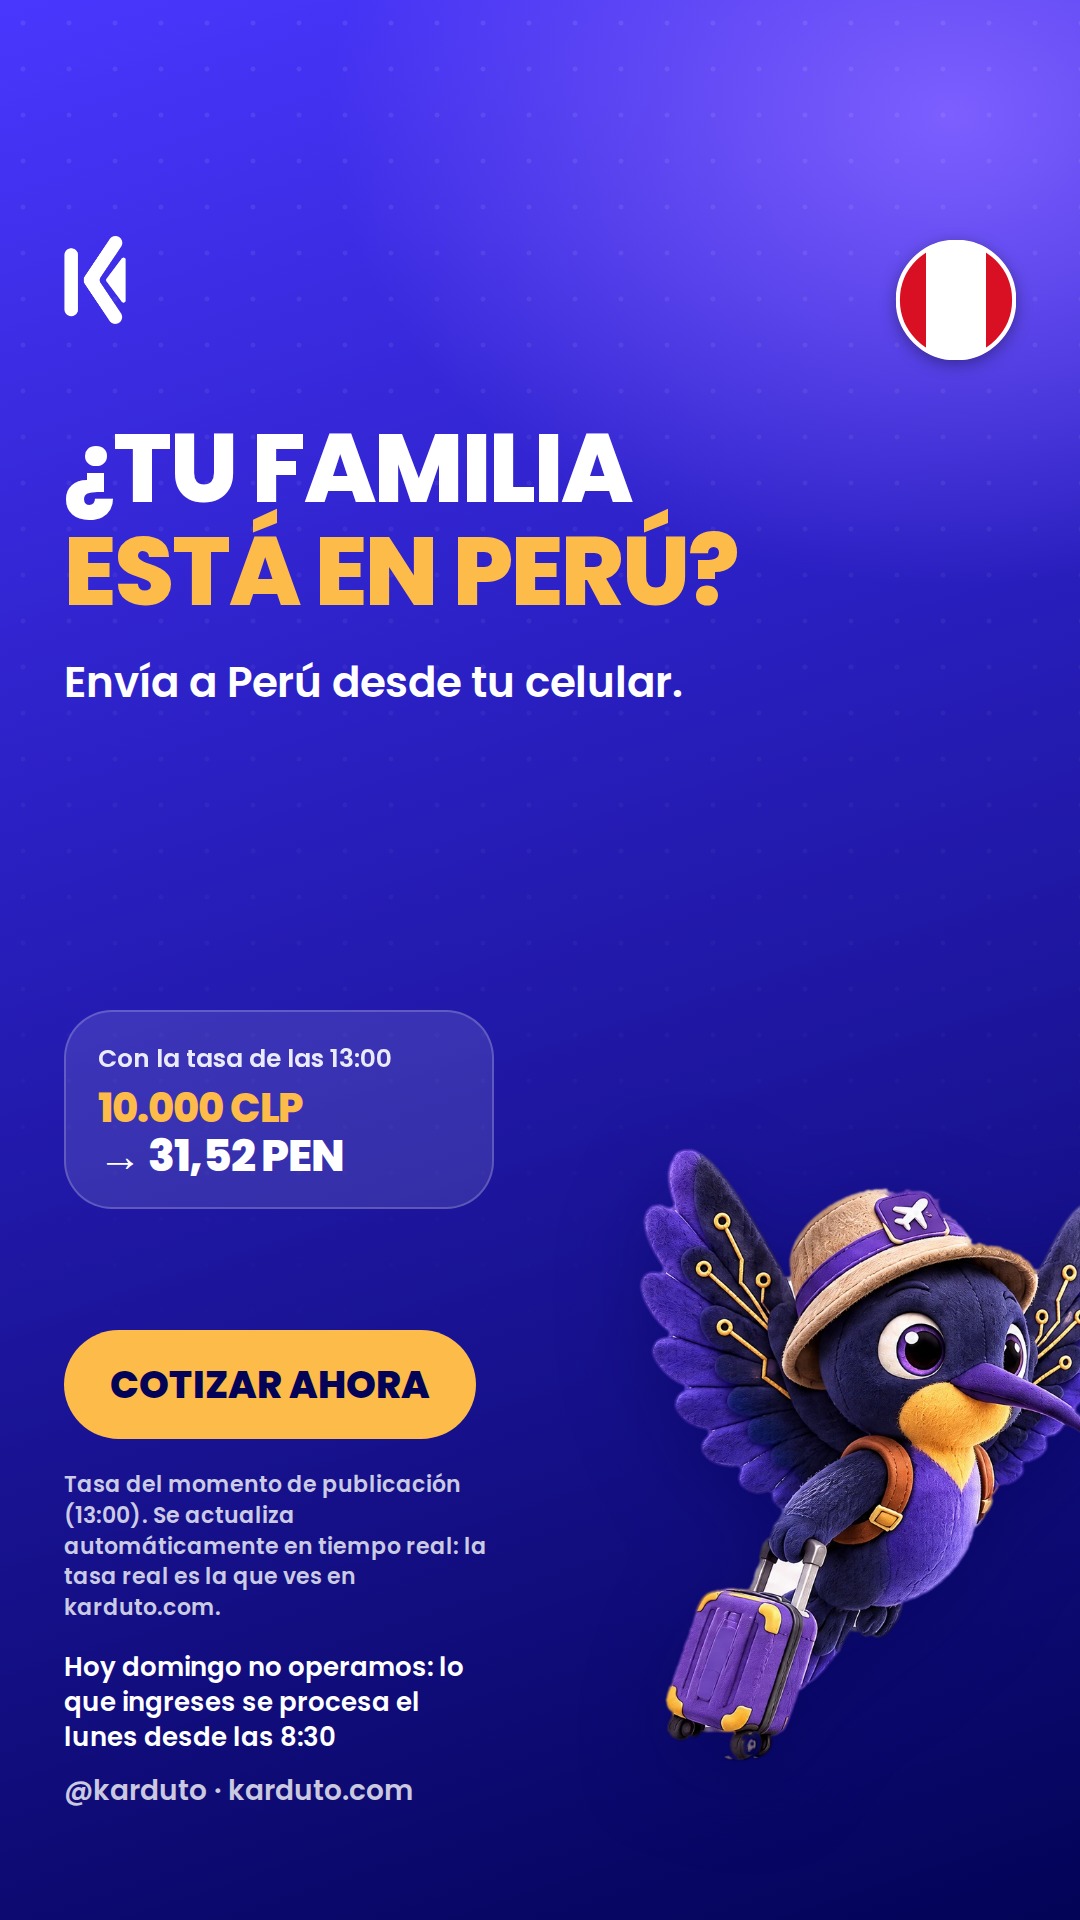 ¿TU FAMILIA
ESTÁ EN PERÚ?
Envía a Perú desde tu celular.
Con la tasa de las 13:00
10.000 CLP
→ 31,52 PEN
COTIZAR AHORA
Tasa del momento de publicación
(13:00). Se actualiza
automáticamente en tiempo real: la
tasa real es la que ves en
karduto.com.
Hoy domingo no operamos: lo
que ingreses se procesa el
lunes desde las 8:30
@karduto · karduto.com